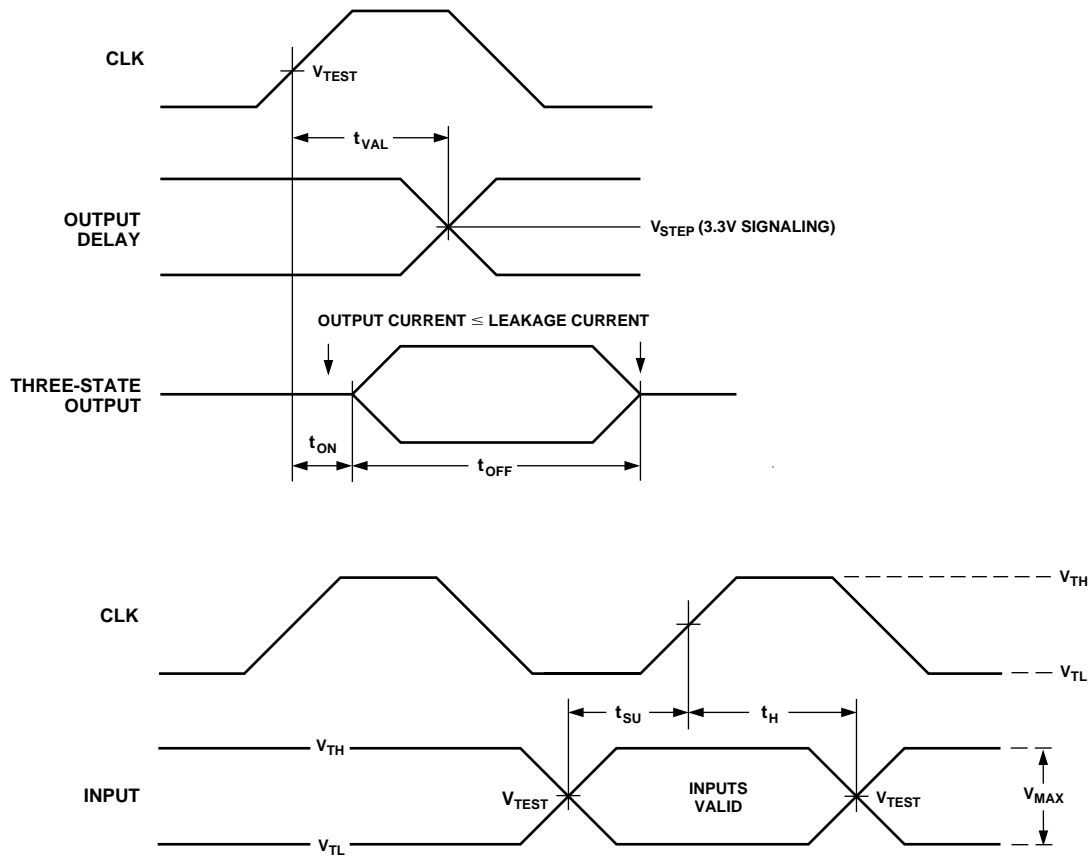 CLK
VTEST
tVAL
OUTPUT
DELAY
VSTEP (3.3V SIGNALING)
OUTPUT CURRENT ≤ LEAKAGE CURRENT
THREE-STATE
OUTPUT
tON
tOFF
VTH
CLK
VTL
tSU
tH
VTH
INPUT
VTEST
INPUTS
VALID
VTEST
VMAX
VTL